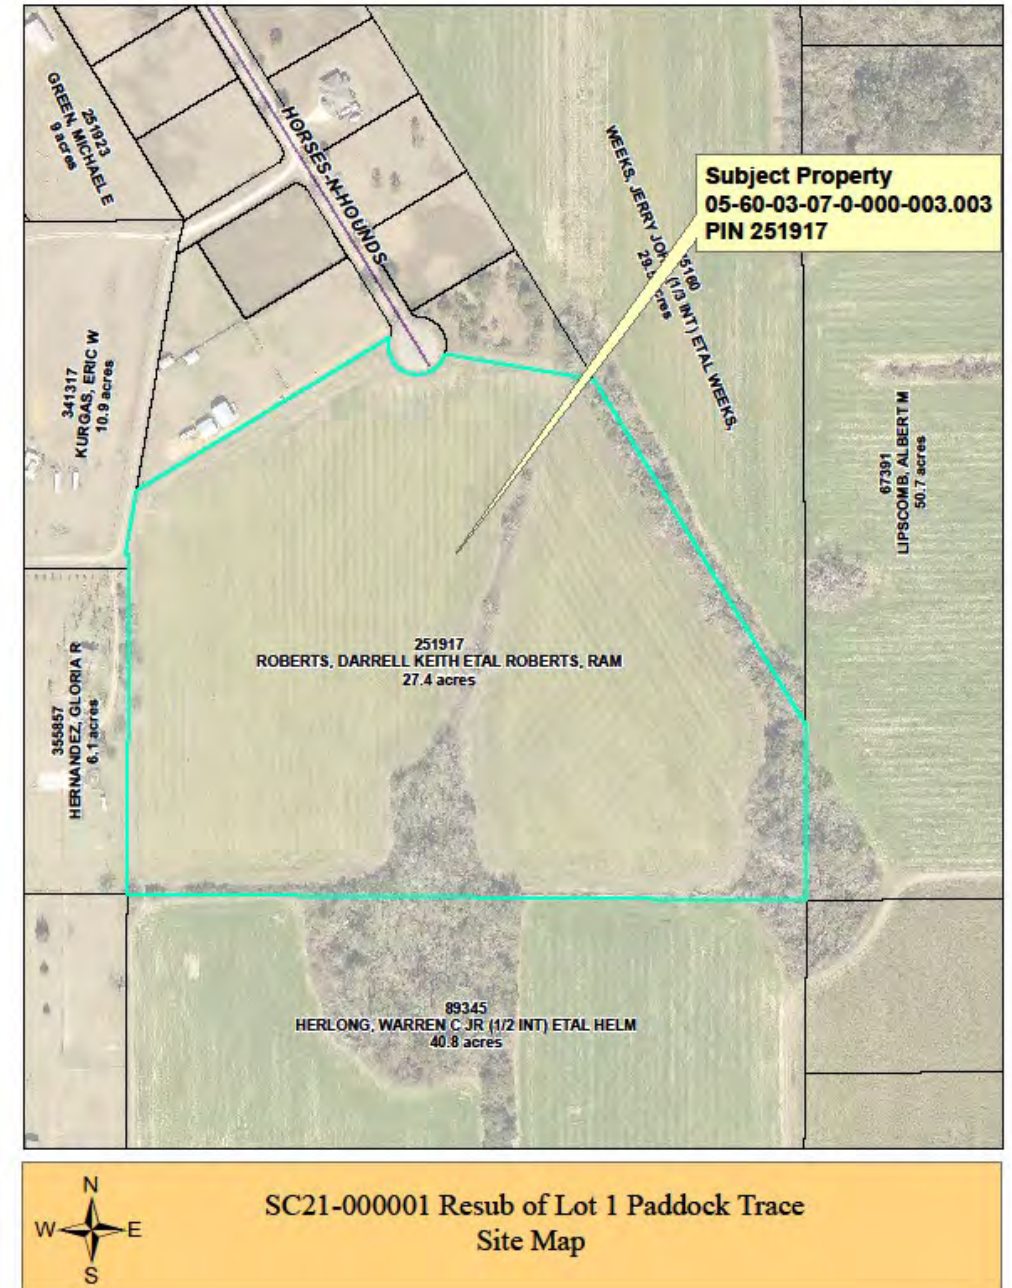 251923
GREEN, MICHAEL E
9 acres
HORSES-N-HOUNDS
WEEKS, JERRY JOE (1/3 INT) ETAL WEEKS,
Subject Property
05-60-03-07-0-000-003.003
PIN 251917
341317
KURGAS, ERIC W
10.9 acres
67391
LIPSCOMB, ALBERT M
50.7 acres
251917
ROBERTS, DARRELL KEITH ETAL ROBERTS, RAM
27.4 acres
355857
HERNANDEZ, GLORIA R
6.1 acres
89345
HERLONG, WARREN C JR (1/2 INT) ETAL HELM
40.8 acres
N
W E
S
SC21-000001 Resub of Lot 1 Paddock Trace
Site Map